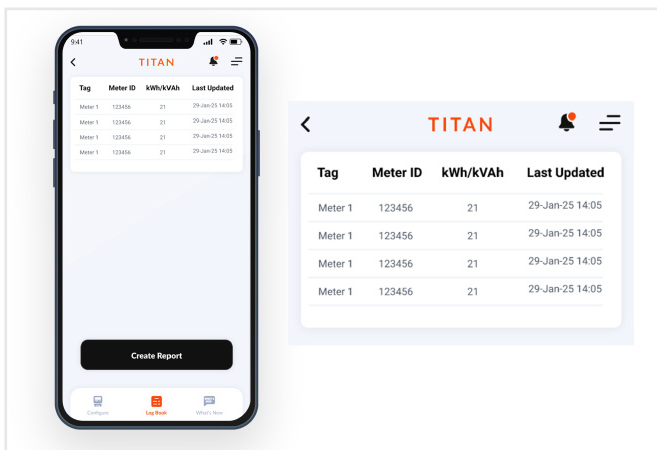 9:41
TITAN
Tag Meter ID kWh/kVAh Last Updated
Meter 1 123456 21 29-Jan-25 14:05
Meter 1 123456 21 29-Jan-25 14:05
Meter 1 123456 21 29-Jan-25 14:05
Meter 1 123456 21 29-Jan-25 14:05
Create Report
Configure Log Book What's New
TITAN
Tag Meter ID kWh/kVAh Last Updated
Meter 1 123456 21 29-Jan-25 14:05
Meter 1 123456 21 29-Jan-25 14:05
Meter 1 123456 21 29-Jan-25 14:05
Meter 1 123456 21 29-Jan-25 14:05